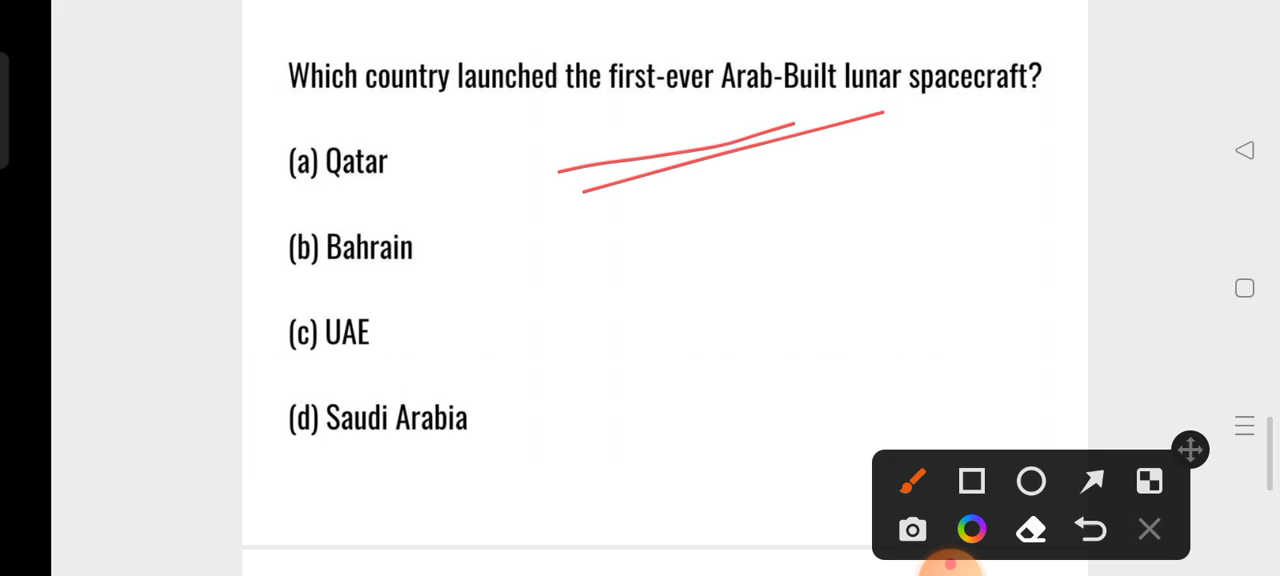 Which country launched the first-ever Arab-Built lunar spacecraft?
(a) Qatar
(b) Bahrain
(c) UAE
(d) Saudi Arabia